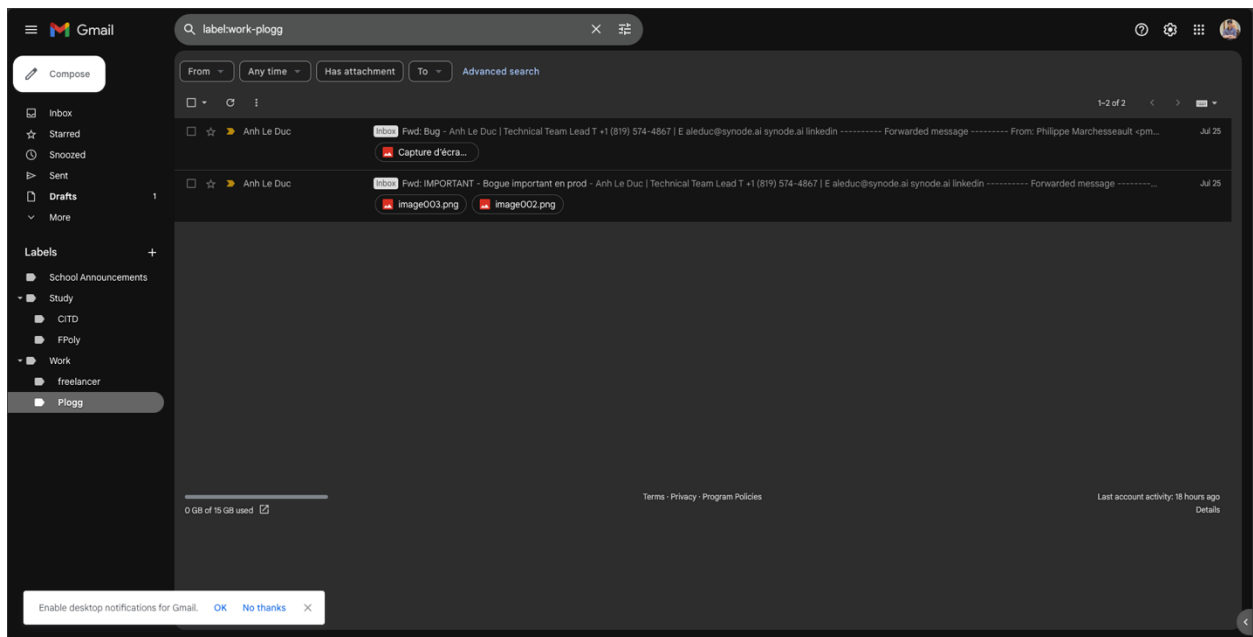 Gmail
label:work-plogg
Compose
From Any time Has attachment To Advanced search
1–2 of 2
Inbox
Starred
Snoozed
Sent
Drafts 1
More
Labels +
School Announcements
Study
CITD
FPoly
Work
freelancer
Plogg
Anh Le Duc Inbox Fwd: Bug - Anh Le Duc | Technical Team Lead T +1 (819) 574-4867 | E aleduc@synode.ai synode.ai linkedin ---------- Forwarded message --------- From: Philippe Marchesseault <pm... Jul 25
Capture d'écra...
Anh Le Duc Inbox Fwd: IMPORTANT - Bogue important en prod - Anh Le Duc | Technical Team Lead T +1 (819) 574-4867 | E aleduc@synode.ai synode.ai linkedin ---------- Forwarded message --------... Jul 25
image003.png image002.png
0 GB of 15 GB used
Terms · Privacy · Program Policies
Last account activity: 18 hours ago
Details
Enable desktop notifications for Gmail. OK No thanks